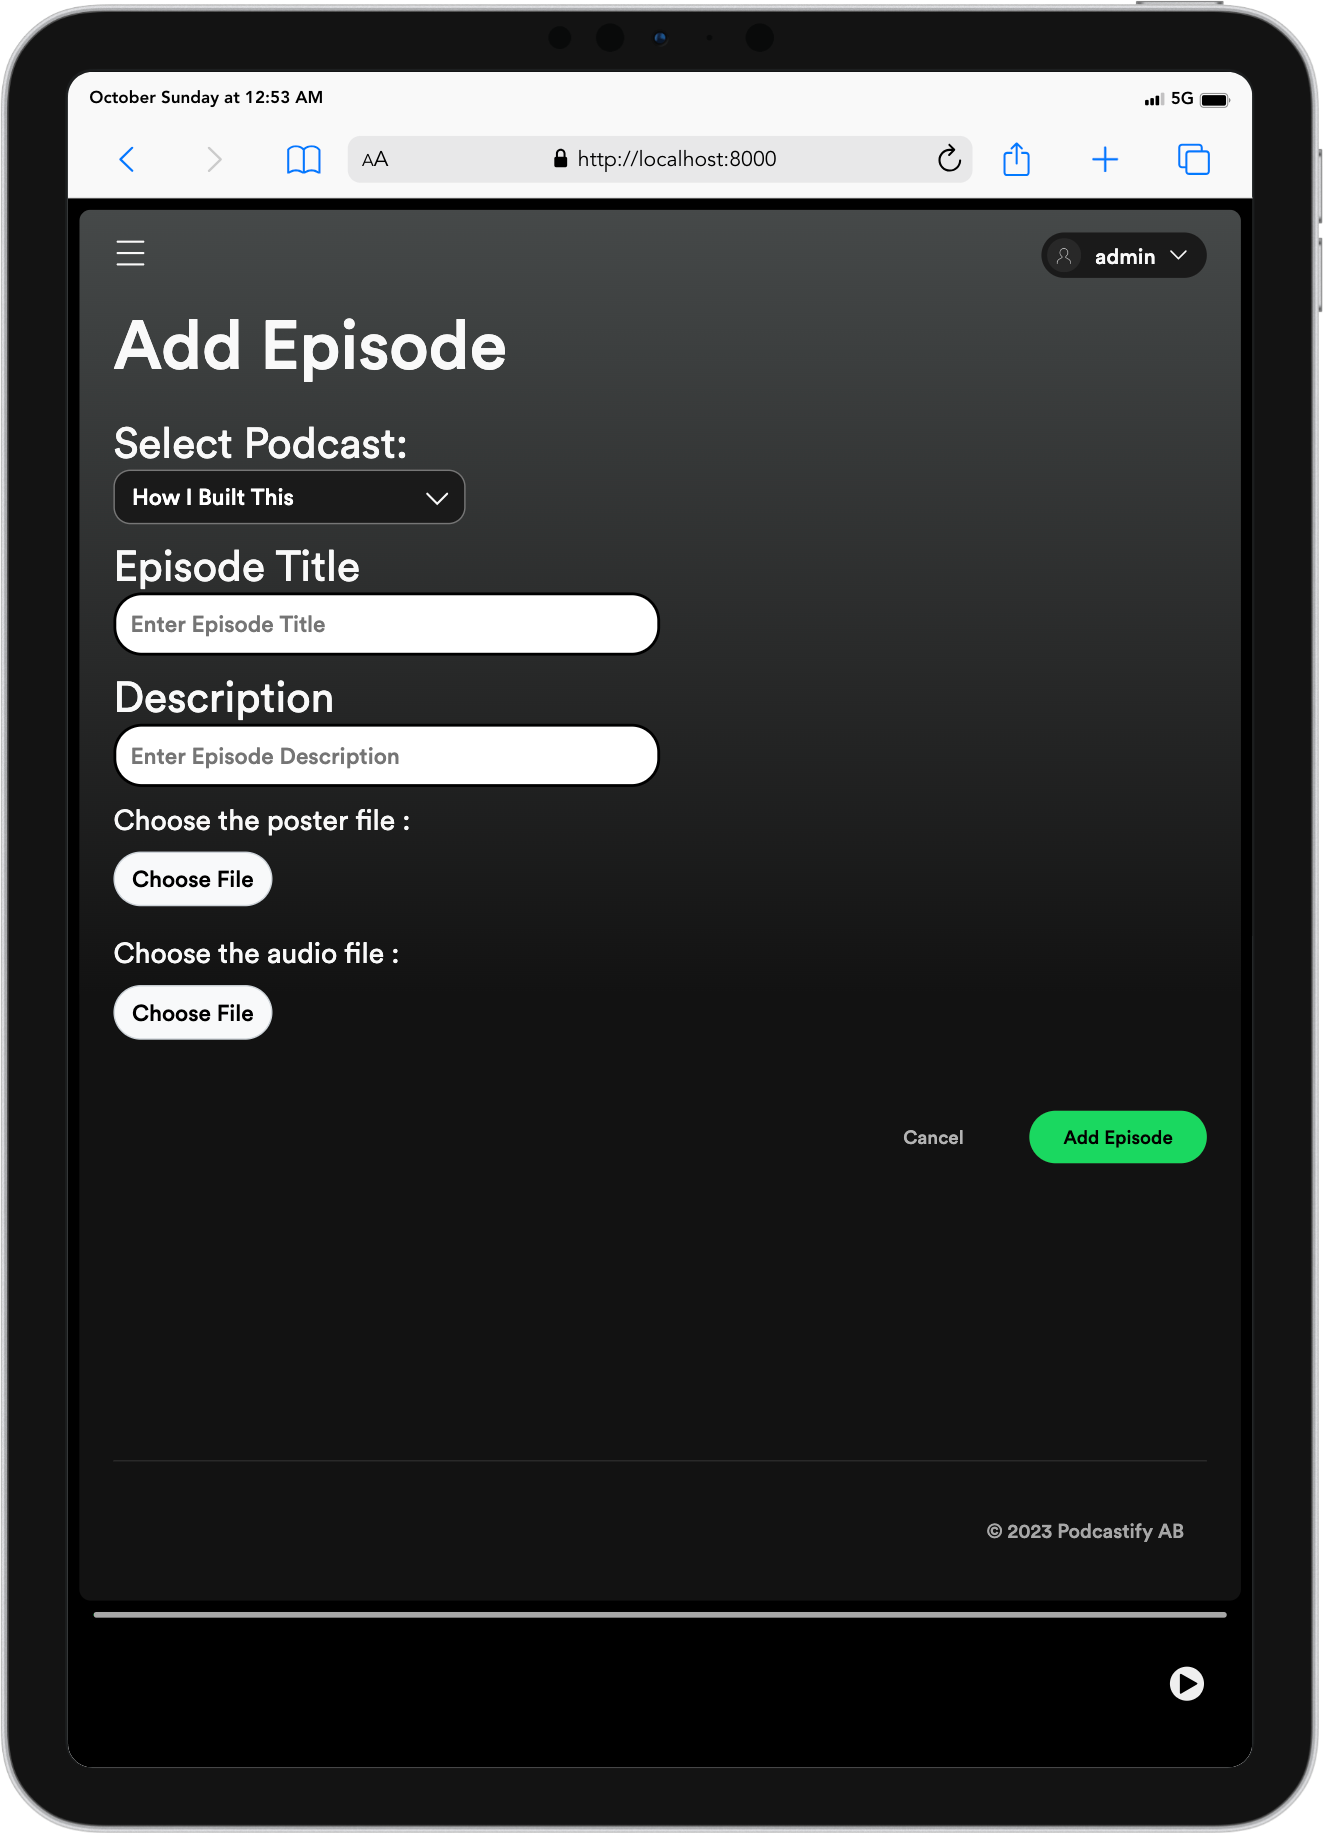 October Sunday at 12:53 AM
5G
AA
http://localhost:8000
admin
Add Episode
Select Podcast:
How I Built This
Episode Title
Enter Episode Title
Description
Enter Episode Description
Choose the poster file :
Choose File
Choose the audio file :
Choose File
Cancel
Add Episode
© 2023 Podcastify AB